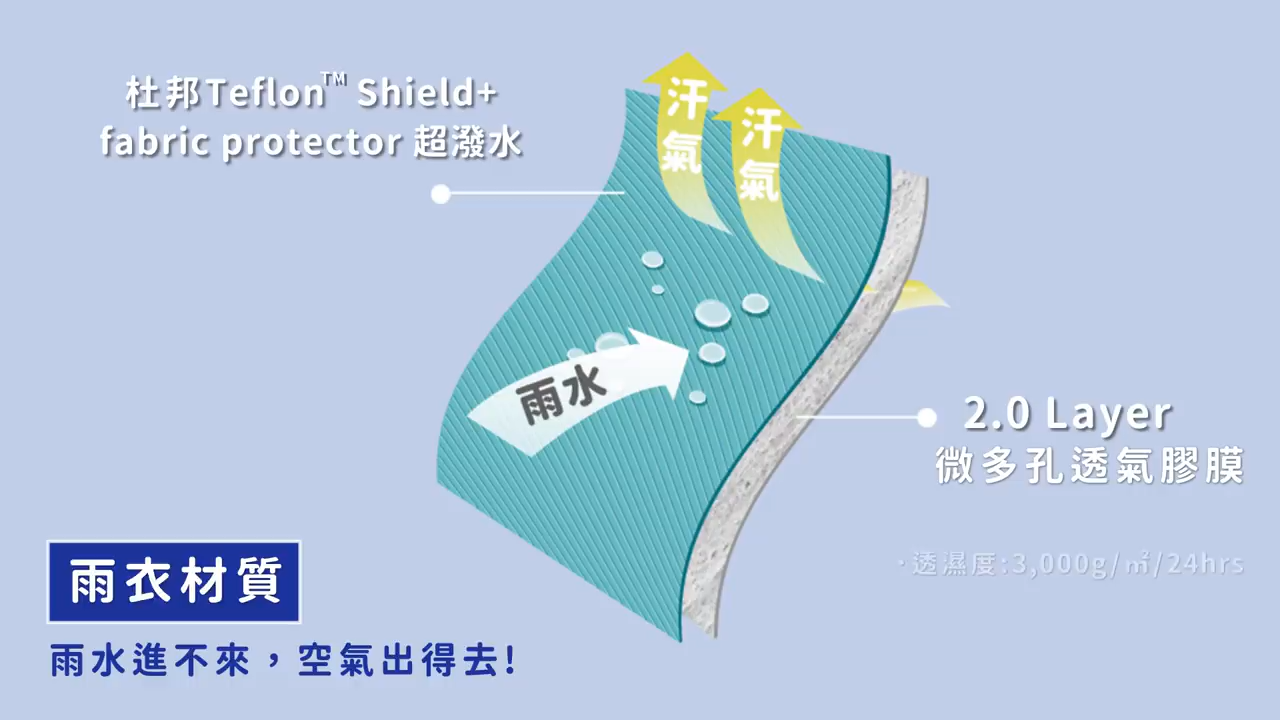 杜邦Teflon™ Shield+
fabric protector 超潑水
汗氣
汗氣
雨水
2.0 Layer
微多孔透氣膠膜
·透濕度:3,000g/㎡/24hrs
雨衣材質
雨水進不來，空氣出得去!